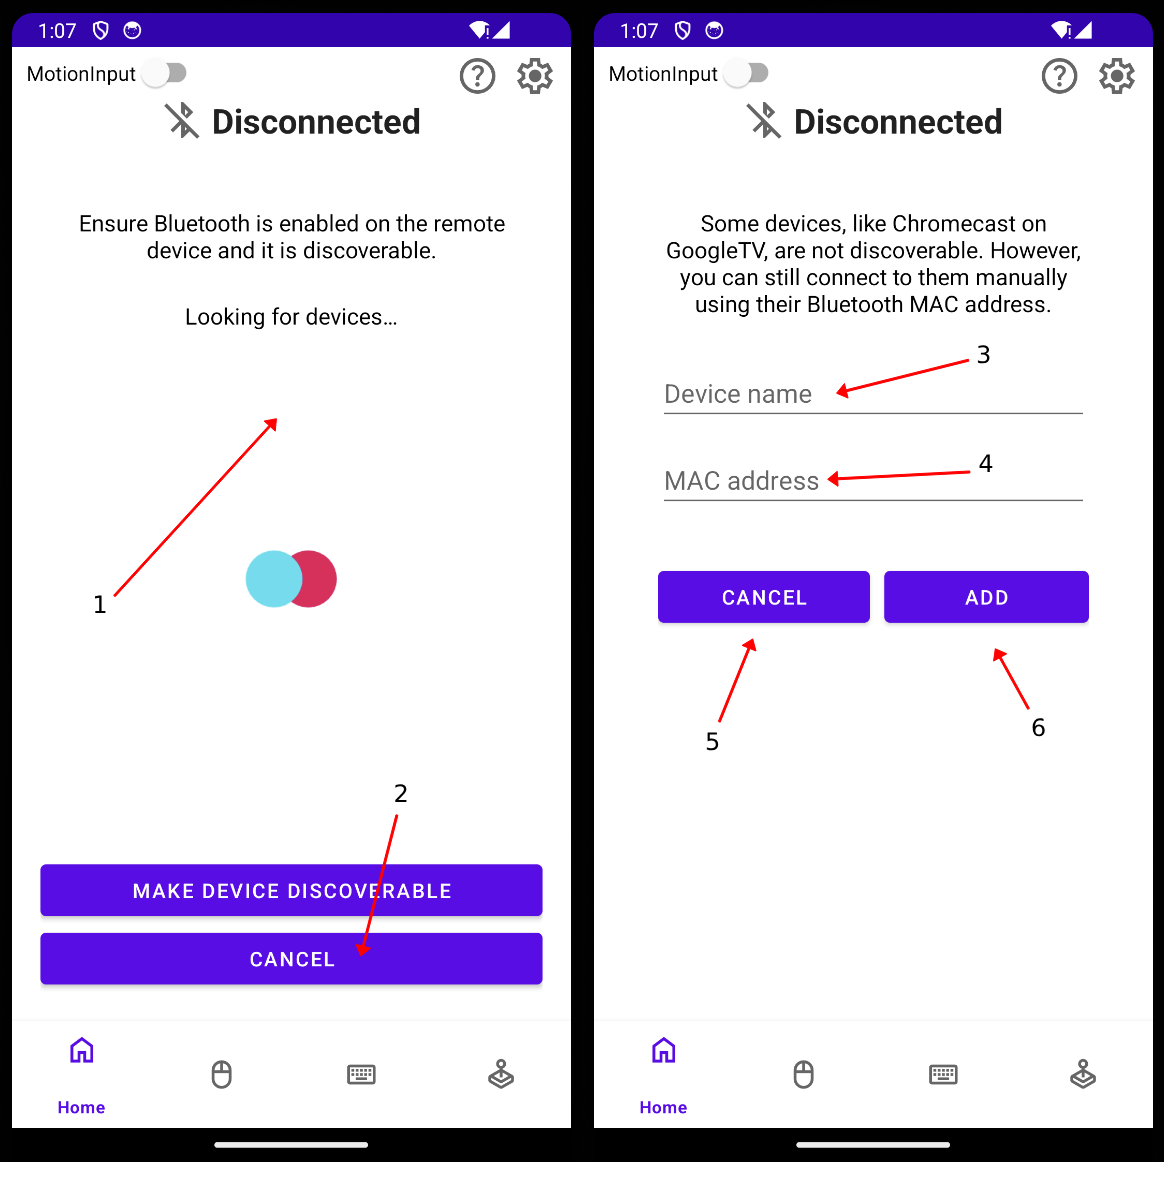 1:07
MotionInput
Disconnected
Ensure Bluetooth is enabled on the remote
device and it is discoverable.
Looking for devices...
1
2
MAKE DEVICE DISCOVERABLE
CANCEL
Home
1:07
MotionInput
Disconnected
Some devices, like Chromecast on
GoogleTV, are not discoverable. However,
you can still connect to them manually
using their Bluetooth MAC address.
3
Device name
4
MAC address
CANCEL
ADD
5
6
Home